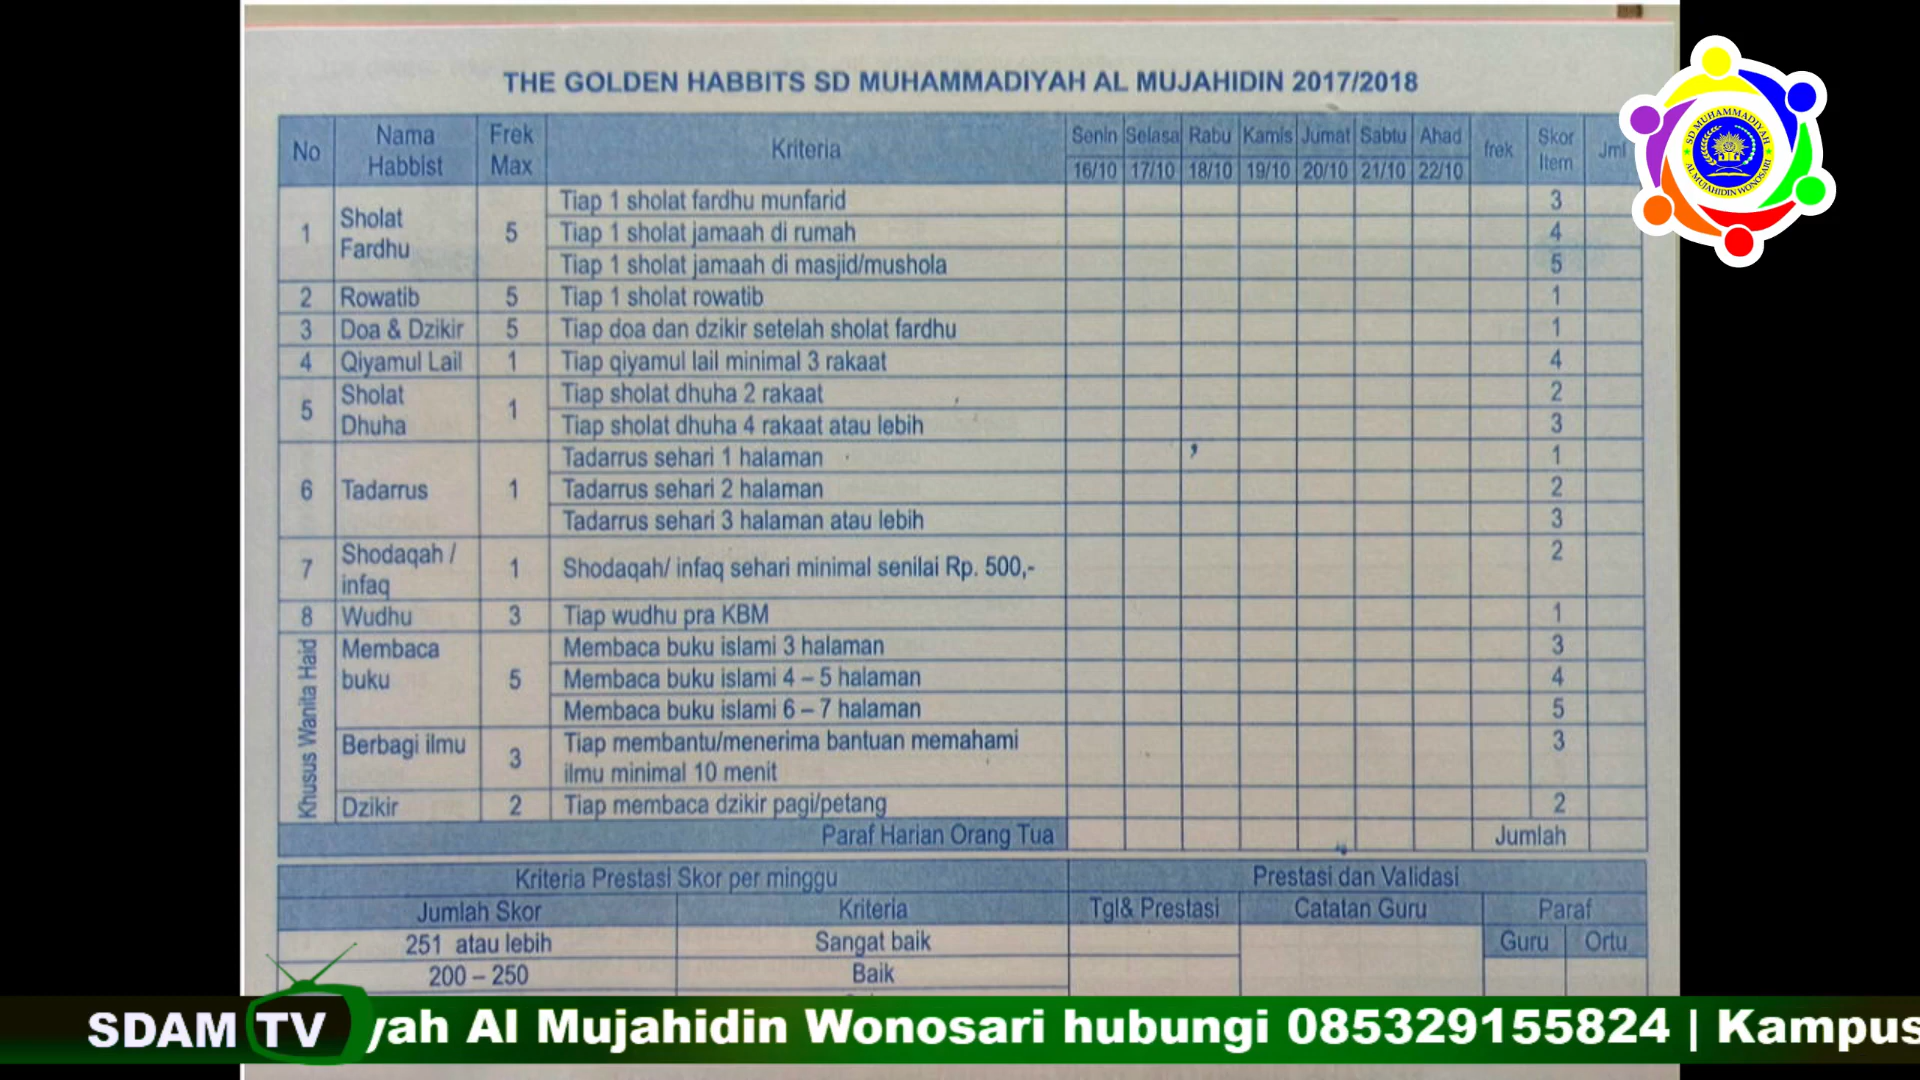 THE GOLDEN HABBITS SD MUHAMMADIYAH AL MUJAHIDIN 2017/2018
No Nama Habbist Frek Max Kriteria Senin Selasa Rabu Kamis Jumat Sabtu Ahad frek Skor Item Jml
16/10 17/10 18/10 19/10 20/10 21/10 22/10
1 Sholat Fardhu 5 Tiap 1 sholat fardhu munfarid 3
Tiap 1 sholat jamaah di rumah 4
Tiap 1 sholat jamaah di masjid/mushola 5
2 Rowatib 5 Tiap 1 sholat rowatib 1
3 Doa & Dzikir 5 Tiap doa dan dzikir setelah sholat fardhu 1
4 Qiyamul Lail 1 Tiap qiyamul lail minimal 3 rakaat 4
5 Sholat Dhuha 1 Tiap sholat dhuha 2 rakaat 2
Tiap sholat dhuha 4 rakaat atau lebih 3
6 Tadarrus 1 Tadarrus sehari 1 halaman 1
Tadarrus sehari 2 halaman 2
Tadarrus sehari 3 halaman atau lebih 3
7 Shodaqah / infaq 1 Shodaqah/ infaq sehari minimal senilai Rp. 500,- 2
8 Wudhu 3 Tiap wudhu pra KBM 1
Khusus Wanita Haid
Membaca buku 5 Membaca buku islami 3 halaman 3
Membaca buku islami 4 – 5 halaman 4
Membaca buku islami 6 – 7 halaman 5
Berbagi ilmu 3 Tiap membantu/menerima bantuan memahami ilmu minimal 10 menit 3
Dzikir 2 Tiap membaca dzikir pagi/petang 2
Paraf Harian Orang Tua Jumlah
Kriteria Prestasi Skor per minggu Prestasi dan Validasi
Jumlah Skor Kriteria Tgl& Prestasi Catatan Guru Paraf
251 atau lebih Sangat baik Guru Ortu
200 – 250 Baik
SD MUHAMMADIYAH
AL MUJAHIDIN WONOSARI
SDAM TV yah Al Mujahidin Wonosari hubungi 085329155824 | Kampus